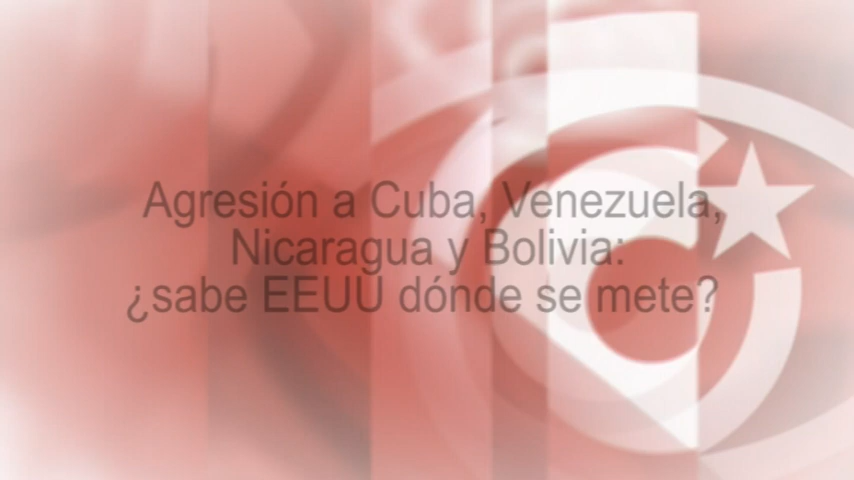 Agresión a Cuba, Venezuela,
Nicaragua y Bolivia:
¿sabe EEUU dónde se mete?